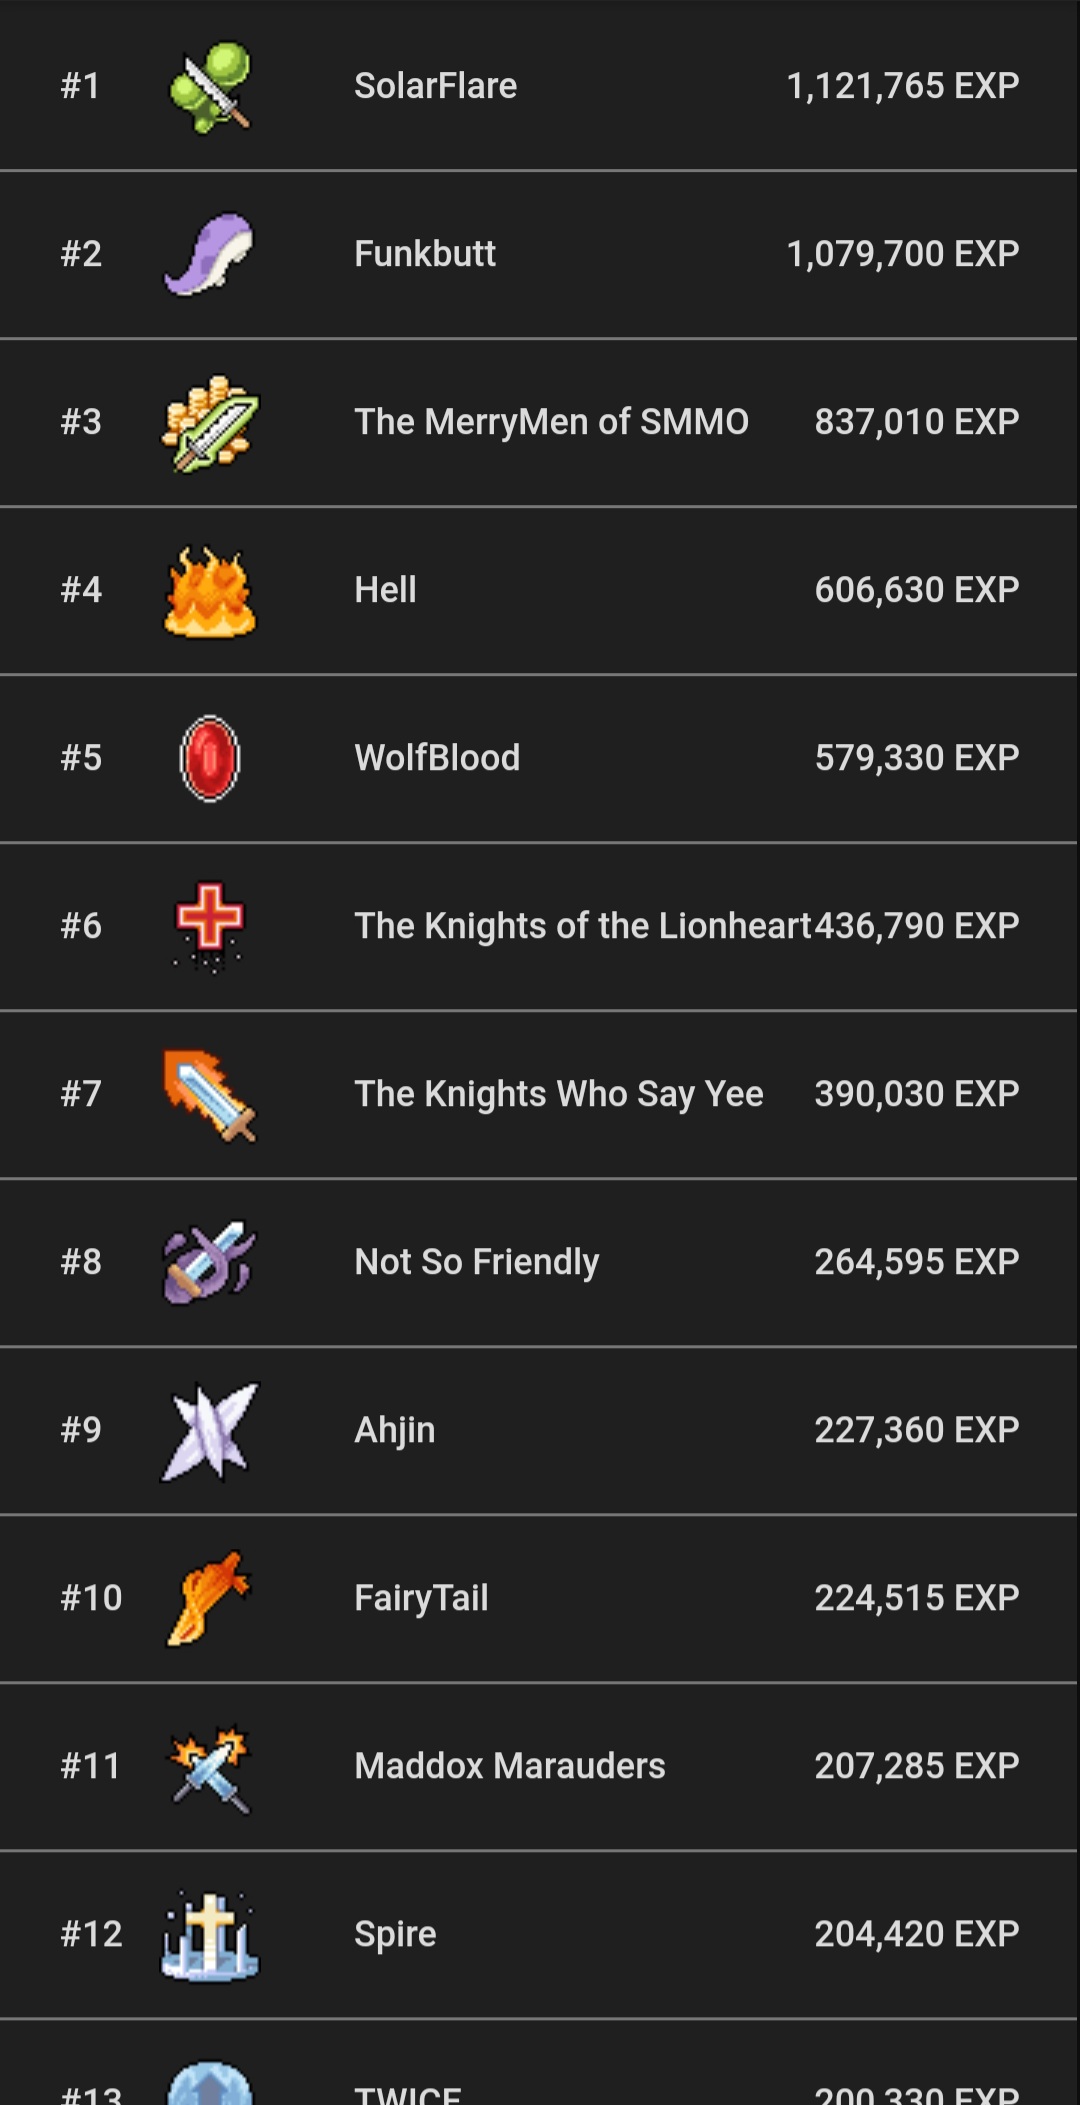 #1 SolarFlare 1,121,765 EXP
#2 Funkbutt 1,079,700 EXP
#3 The MerryMen of SMMO 837,010 EXP
#4 Hell 606,630 EXP
#5 WolfBlood 579,330 EXP
#6 The Knights of the Lionheart 436,790 EXP
#7 The Knights Who Say Yee 390,030 EXP
#8 Not So Friendly 264,595 EXP
#9 Ahjin 227,360 EXP
#10 FairyTail 224,515 EXP
#11 Maddox Marauders 207,285 EXP
#12 Spire 204,420 EXP
#13 TWICE 200,330 EXP